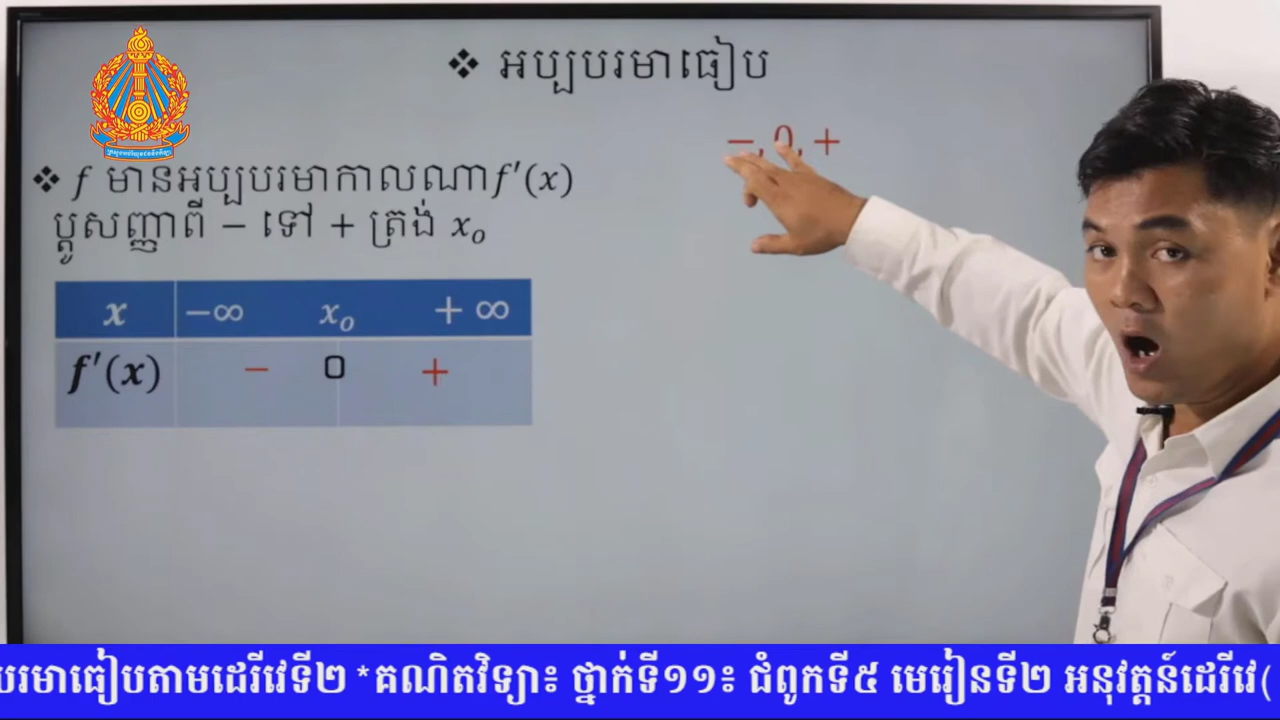 ❖ អប្បបរមាធៀប
−, 0, +
❖ f មានអប្បបរមាកាលណា f′(x)
ប្តូរសញ្ញាពី − ទៅ + ត្រង់ x₀
x −∞ x₀ +∞
f′(x) − 0 +
បរមាធៀបតាមដេរីវេទី២ *គណិតវិទ្យា៖ ថ្នាក់ទី១១៖ ជំពូកទី៥ មេរៀនទី២ អនុវត្តន៍ដេរីវេ(